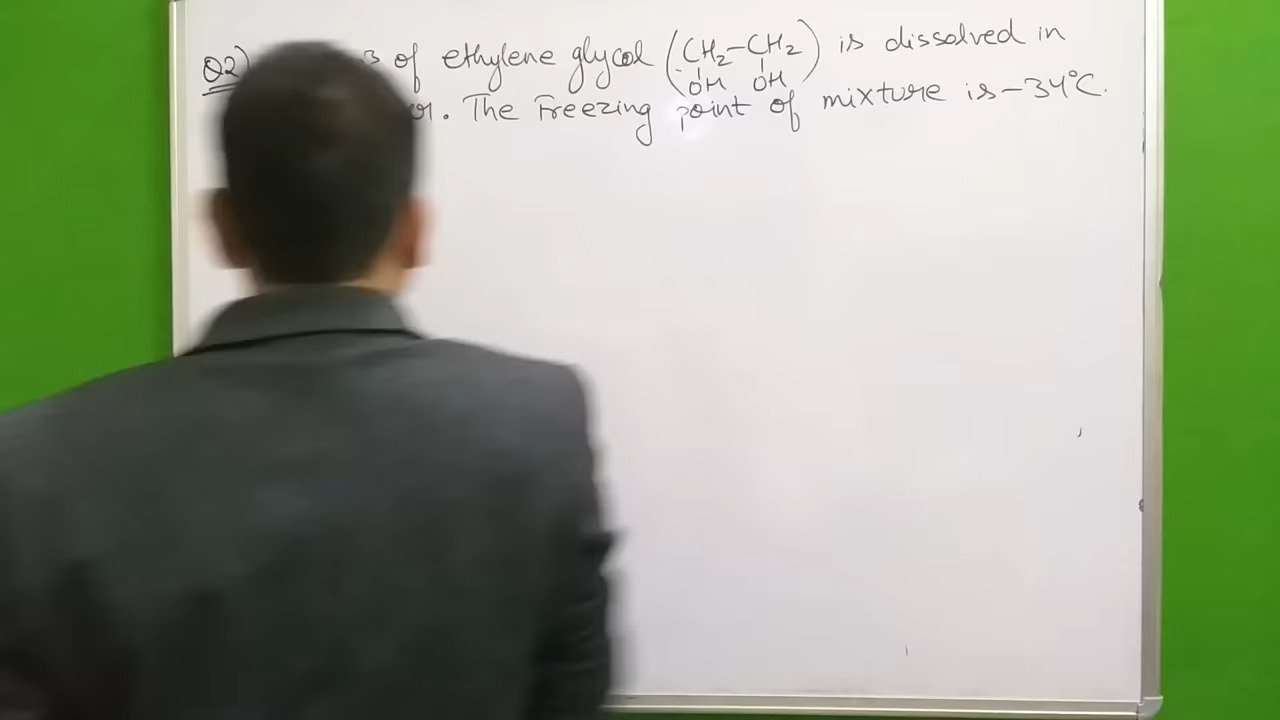 Q2) of ethylene glycol (CH2-CH2) is dissolved in
OH OH
. The Freezing point of mixture is -34°C.